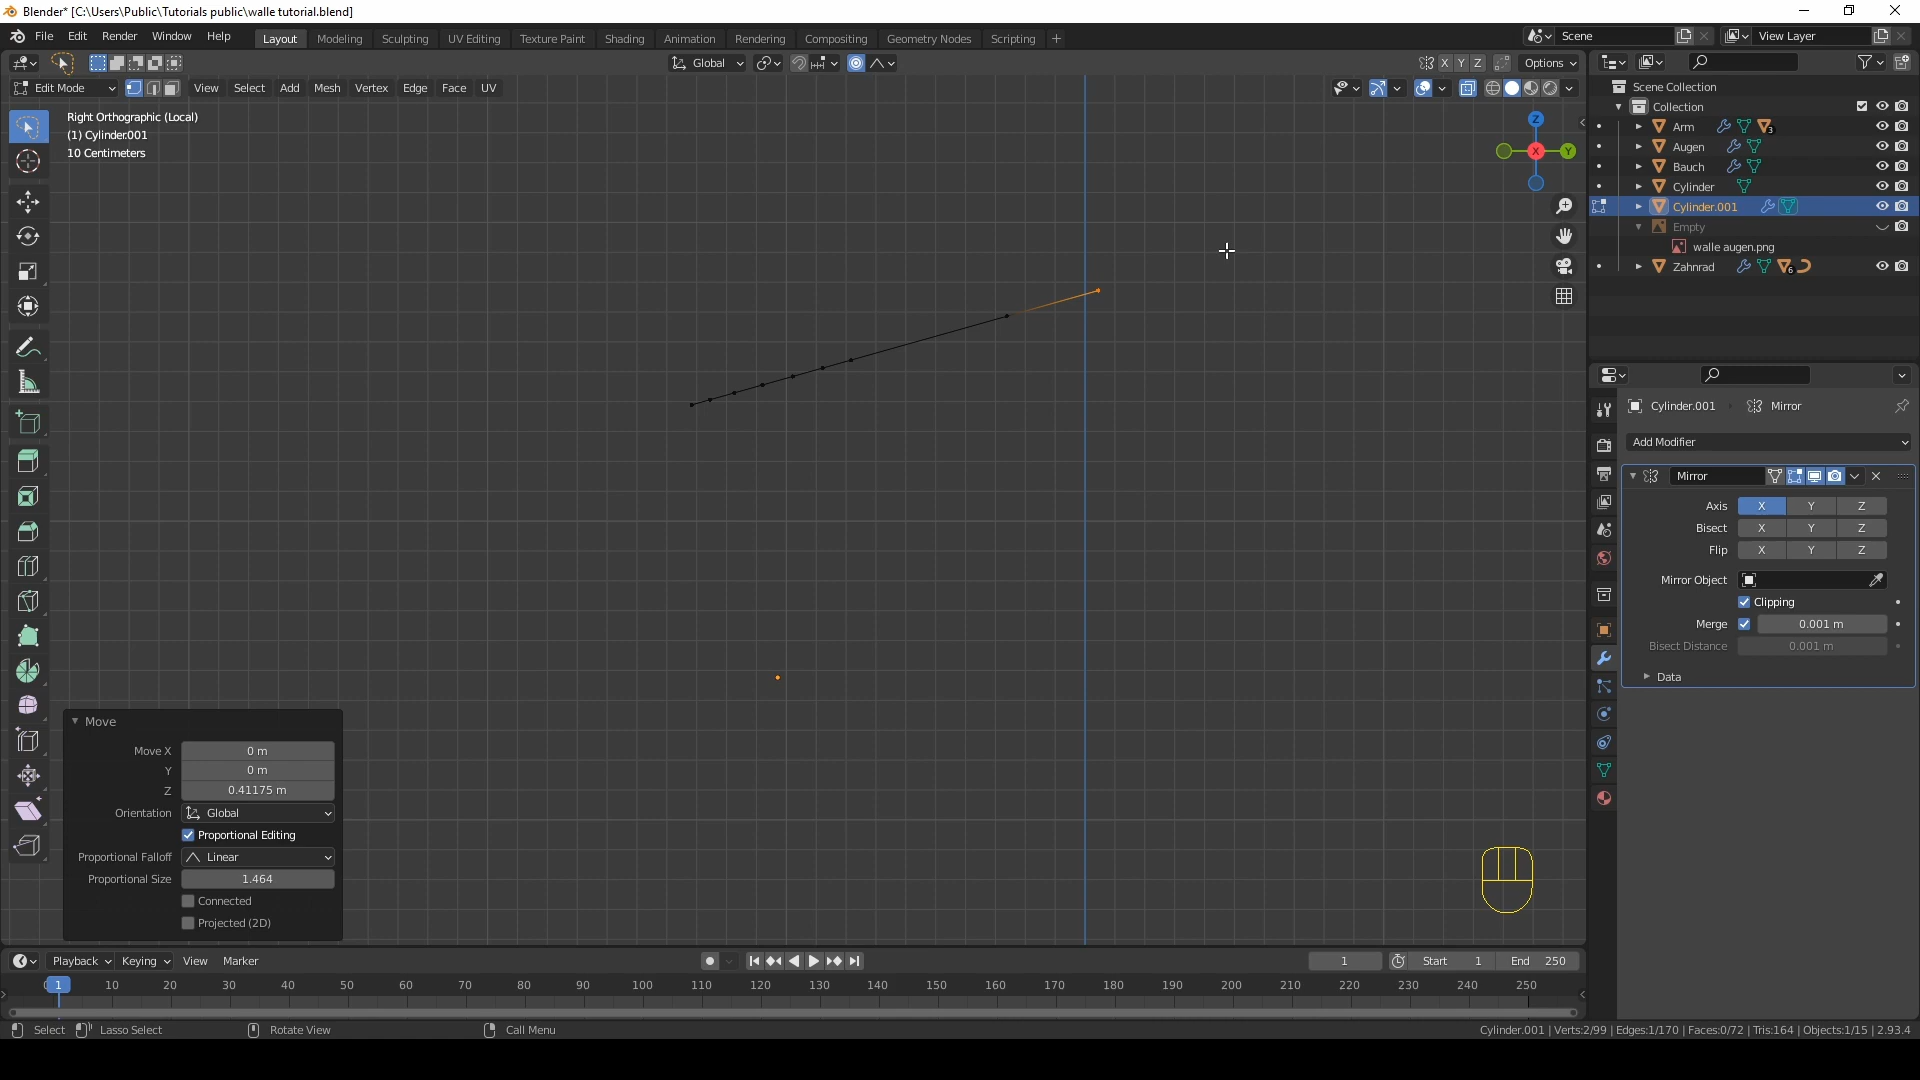 Blender* [C:\Users\Public\Tutorials public\walle tutorial.blend]
File Edit Render Window Help Layout Modeling Sculpting UV Editing Texture Paint Shading Animation Rendering Compositing Geometry Nodes Scripting + Scene View Layer
Global X Y Z Options
Edit Mode View Select Add Mesh Vertex Edge Face UV
Right Orthographic (Local)
(1) Cylinder.001
10 Centimeters
Z
X
Y
Scene Collection
Collection
Arm 3
Augen
Bauch
Cylinder
Cylinder.001
Empty
walle augen.png
Zahnrad 6
Cylinder.001 Mirror
Add Modifier
Mirror
Axis X Y Z
Bisect X Y Z
Flip X Y Z
Mirror Object
Clipping
Merge 0.001 m
Bisect Distance 0.001 m
Data
Move
Move X 0 m
Y 0 m
Z 0.41175 m
Orientation Global
Proportional Editing
Proportional Falloff Linear
Proportional Size 1.464
Connected
Projected (2D)
Playback Keying View Marker 1 Start 1 End 250
1 10 20 30 40 50 60 70 80 90 100 110 120 130 140 150 160 170 180 190 200 210 220 230 240 250
Select Lasso Select Rotate View Call Menu Cylinder.001 | Verts:2/99 | Edges:1/170 | Faces:0/72 | Tris:164 | Objects:1/15 | 2.93.4